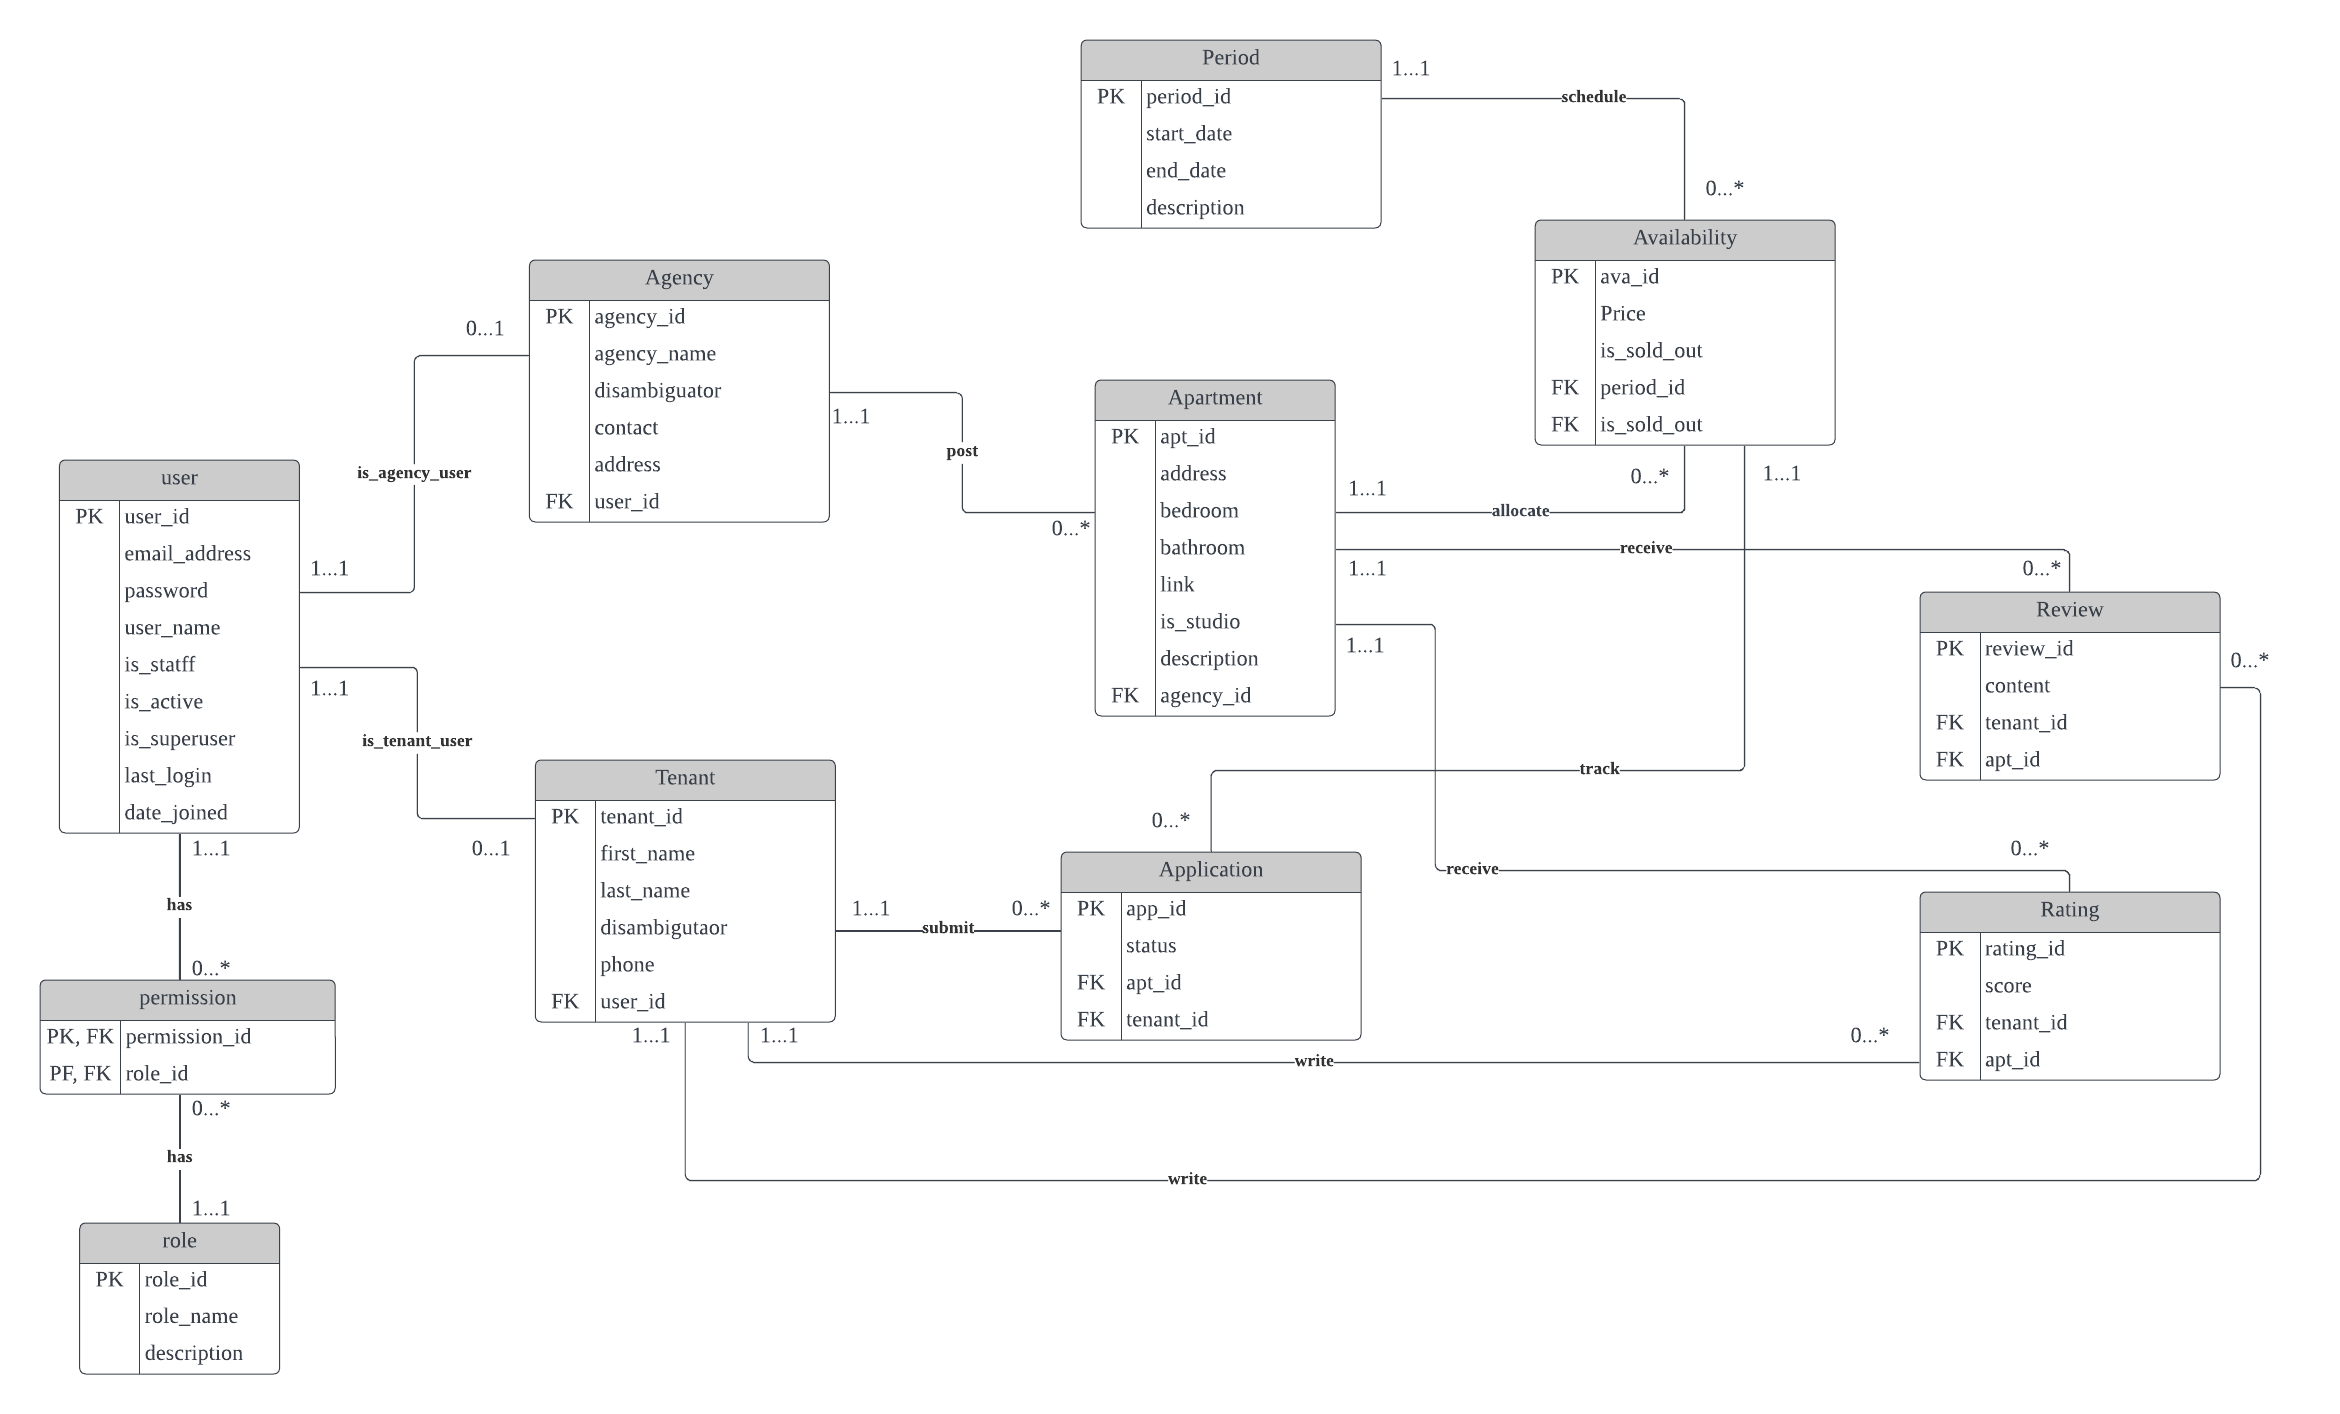 Period
PK period_id
start_date
end_date
description
1...1
schedule
0...*
Availability
PK ava_id
Price
is_sold_out
FK period_id
FK is_sold_out
0...*
1...1
Agency
PK agency_id
agency_name
disambiguator
contact
address
FK user_id
0...1
is_agency_user
1...1
1...1
post
0...*
Apartment
PK apt_id
address
bedroom
bathroom
link
is_studio
description
FK agency_id
1...1
allocate
receive
1...1
0...*
1...1
user
PK user_id
email_address
password
user_name
is_statff
is_active
is_superuser
last_login
date_joined
1...1
is_tenant_user
0...1
Review
PK review_id
content
FK tenant_id
FK apt_id
0...*
track
0...*
Tenant
PK tenant_id
first_name
last_name
disambigutaor
phone
FK user_id
1...1
submit
0...*
Application
PK app_id
status
FK apt_id
FK tenant_id
receive
0...*
Rating
PK rating_id
score
FK tenant_id
FK apt_id
1...1
1...1
write
0...*
write
1...1
has
0...*
permission
PK, FK permission_id
PF, FK role_id
0...*
has
1...1
role
PK role_id
role_name
description